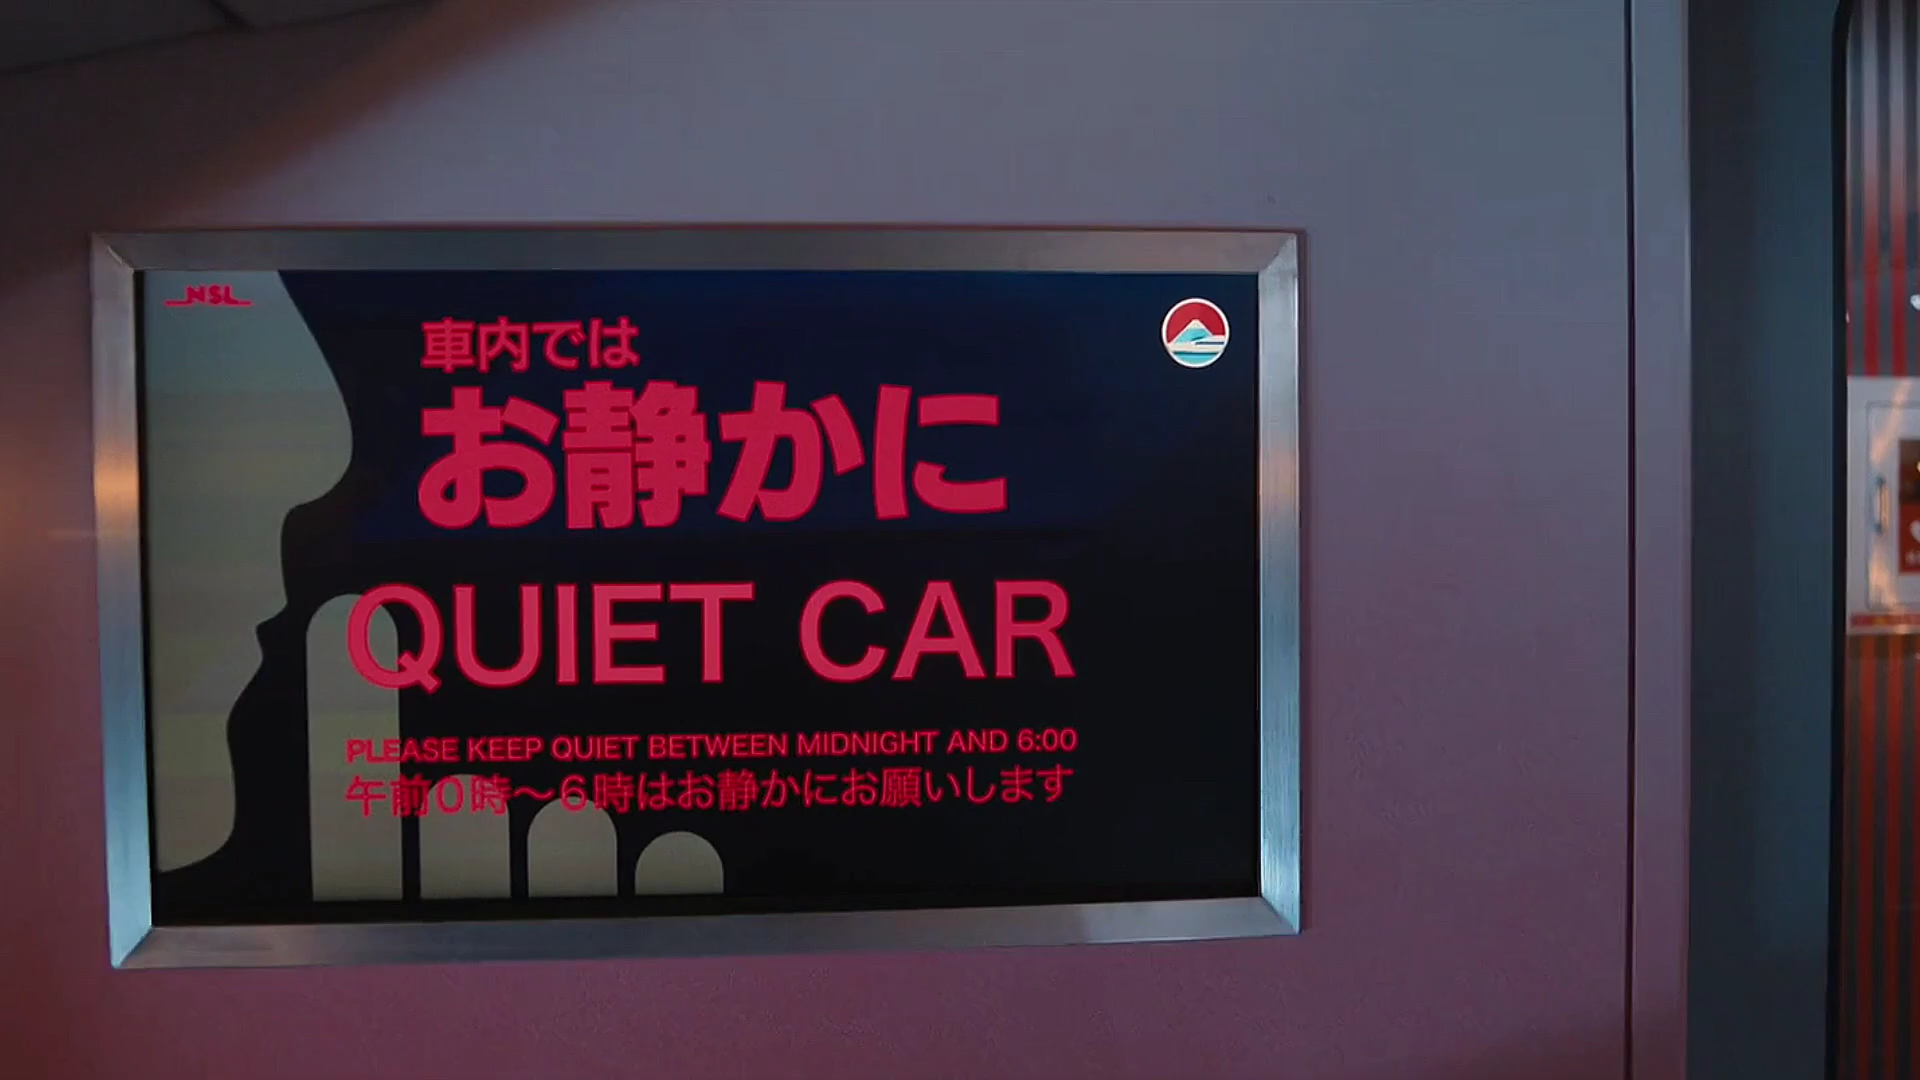 NSL
車内では
お静かに
QUIET CAR
PLEASE KEEP QUIET BETWEEN MIDNIGHT AND 6:00
午前0時～6時はお静かにお願いします